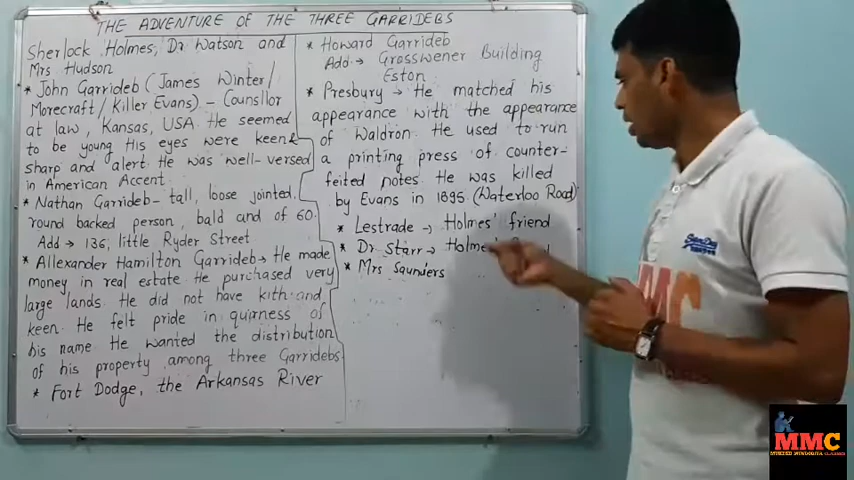 THE ADVENTURE OF THE THREE GARRIDEBS
Sherlock Holmes, Dr Watson and
Mrs Hudson
* John Garrideb (James Winter/
Morecraft/Killer Evans) - Counsllor
at law, Kansas, USA. He seemed
to be young. His eyes were keen &
sharp and alert. He was well-versed
in American Accent.
* Nathan Garrideb - tall, loose jointed.
round backed person, bald and of 60.
Add → 136, little Ryder Street
* Allexander Hamilton Garrideb → He made
money in real estate. He purchased very
large lands. He did not have kith and
keen. He felt pride in quirness of
his name. He wanted the distribution
of his property among three Garridebs
* Fort Dodge, the Arkansas River
* Howard Garrideb
Add → Grosswener Building
Eston
* Presbury → He matched his
appearance with the appearance
of Waldron. He used to run
a printing press of counter-
feited notes. He was killed
by Evans in 1895 (Waterloo Road)
* Lestrade → Holmes' friend
* Dr Starr → Holmes'
* Mrs Saunders
MMC